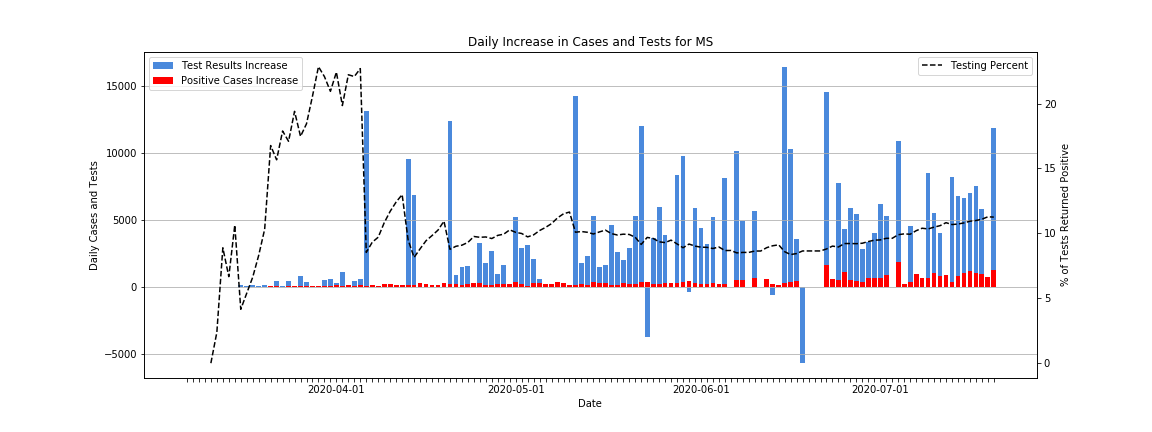 Daily Increase in Cases and Tests for MS
Test Results Increase
Positive Cases Increase
Testing Percent
15000
10000
5000
0
−5000
Daily Cases and Tests
20
15
10
5
0
% of Tests Returned Positive
2020-04-01
2020-05-01
2020-06-01
2020-07-01
Date